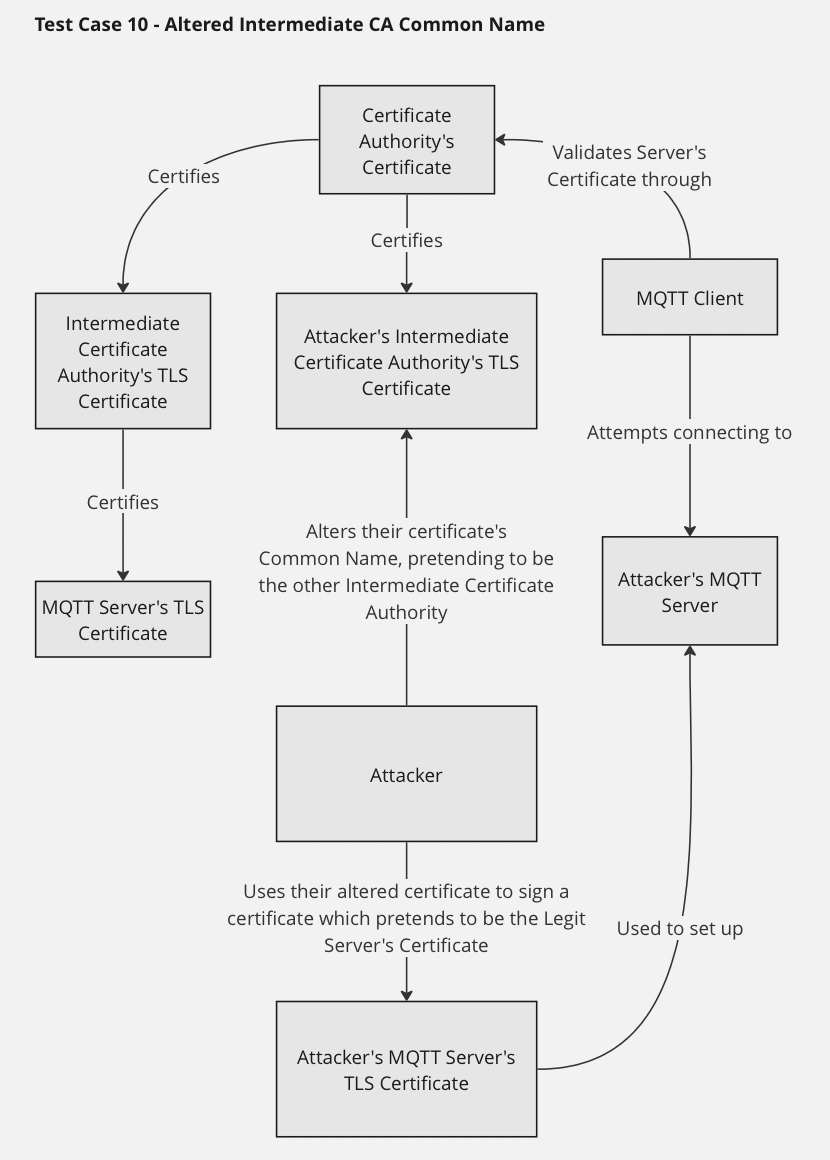 Test Case 10 - Altered Intermediate CA Common Name
Certificate
Authority's
Certificate
Validates Server's
Certificate through
Certifies
Certifies
MQTT Client
Intermediate
Certificate
Authority's TLS
Certificate
Attacker's Intermediate
Certificate Authority's TLS
Certificate
Attempts connecting to
Certifies
Alters their certificate's
Common Name, pretending to be
the other Intermediate Certificate
Authority
Attacker's MQTT
Server
MQTT Server's TLS
Certificate
Attacker
Uses their altered certificate to sign a
certificate which pretends to be the Legit
Server's Certificate
Used to set up
Attacker's MQTT Server's
TLS Certificate